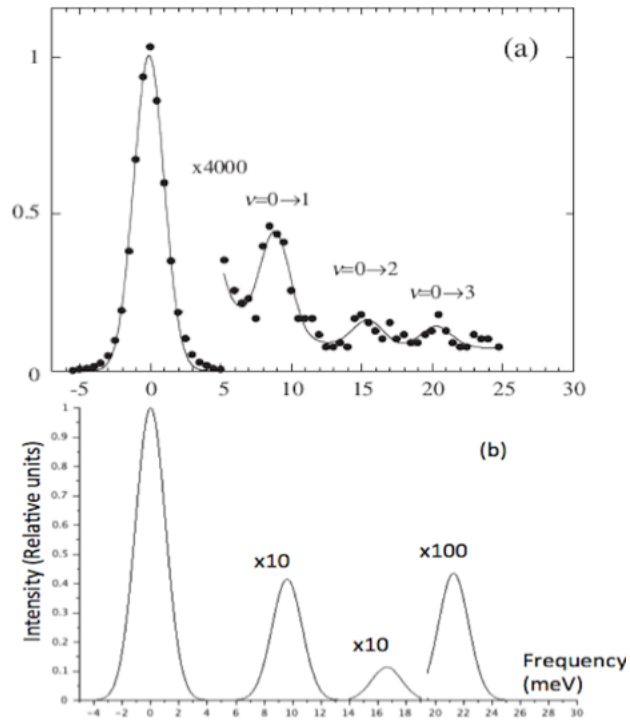 (a)
1
x4000
ν=0→1
0.5
ν=0→2
ν=0→3
0
-5 0 5 10 15 20 25 30
1
(b)
0.9
0.8
0.7
0.6
x10
x100
0.5
0.4
0.3
x10
0.2
0.1
0
Intensity (Relative units)
Frequency
(meV)
-4 -2 0 2 4 6 8 10 12 14 16 18 20 22 24 26 28 30